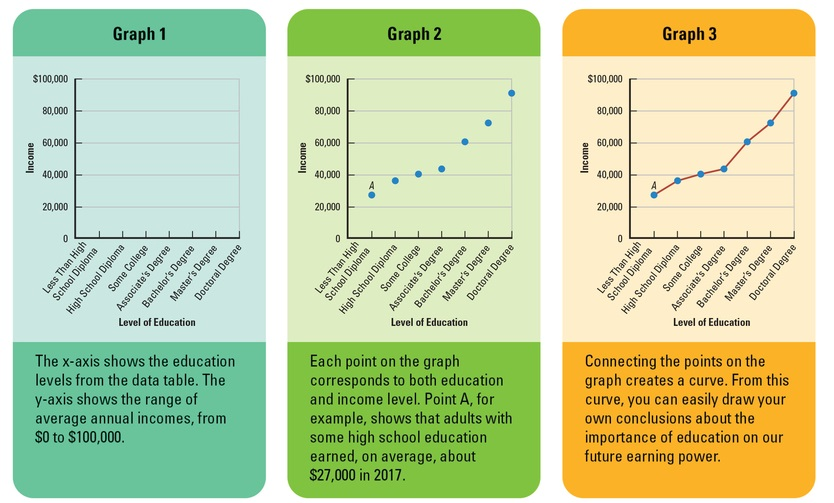 Graph 1
Income
$100,000
80,000
60,000
40,000
20,000
0
Less Than High
School Diploma
High School Diploma
Some College
Associate's Degree
Bachelor's Degree
Master's Degree
Doctoral Degree
Level of Education
The x-axis shows the education
levels from the data table. The
y-axis shows the range of
average annual incomes, from
$0 to $100,000.
Graph 2
Income
$100,000
80,000
60,000
40,000
20,000
0
A
Less Than High
School Diploma
High School Diploma
Some College
Associate's Degree
Bachelor's Degree
Master's Degree
Doctoral Degree
Level of Education
Each point on the graph
corresponds to both education
and income level. Point A, for
example, shows that adults with
some high school education
earned, on average, about
$27,000 in 2017.
Graph 3
Income
$100,000
80,000
60,000
40,000
20,000
0
A
Less Than High
School Diploma
High School Diploma
Some College
Associate's Degree
Bachelor's Degree
Master's Degree
Doctoral Degree
Level of Education
Connecting the points on the
graph creates a curve. From this
curve, you can easily draw your
own conclusions about the
importance of education on our
future earning power.